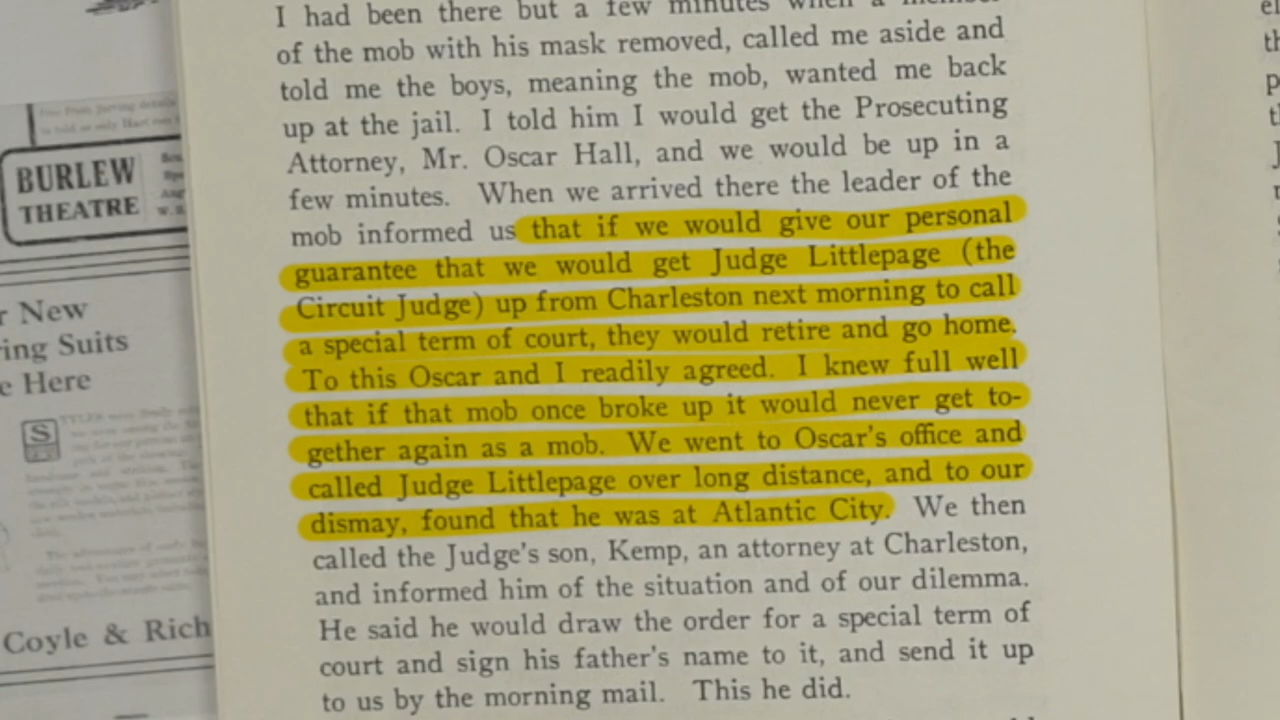 BURLEW
THEATRE
r New
ing Suits
e Here
S
Coyle & Rich
I had been there but a few minutes when a member
of the mob with his mask removed, called me aside and
told me the boys, meaning the mob, wanted me back
up at the jail. I told him I would get the Prosecuting
Attorney, Mr. Oscar Hall, and we would be up in a
few minutes. When we arrived there the leader of the
mob informed us that if we would give our personal
guarantee that we would get Judge Littlepage (the
Circuit Judge) up from Charleston next morning to call
a special term of court, they would retire and go home.
To this Oscar and I readily agreed. I knew full well
that if that mob once broke up it would never get to-
gether again as a mob. We went to Oscar's office and
called Judge Littlepage over long distance, and to our
dismay, found that he was at Atlantic City. We then
called the Judge's son, Kemp, an attorney at Charleston,
and informed him of the situation and of our dilemma.
He said he would draw the order for a special term of
court and sign his father's name to it, and send it up
to us by the morning mail. This he did.